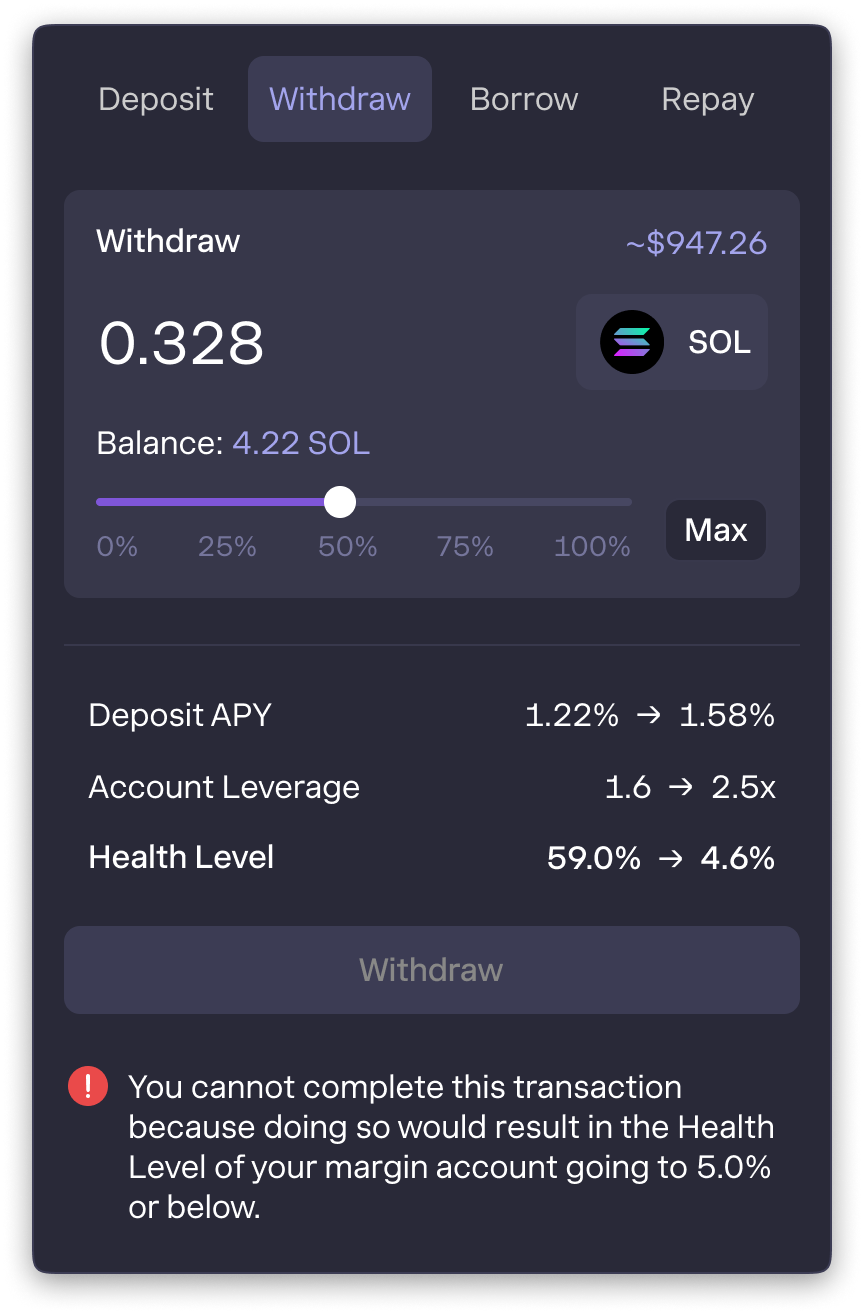 Deposit Withdraw Borrow Repay
Withdraw ~$947.26
0.328 SOL
Balance: 4.22 SOL
0% 25% 50% 75% 100% Max
Deposit APY 1.22% → 1.58%
Account Leverage 1.6 → 2.5x
Health Level 59.0% → 4.6%
Withdraw
! You cannot complete this transaction
because doing so would result in the Health
Level of your margin account going to 5.0%
or below.